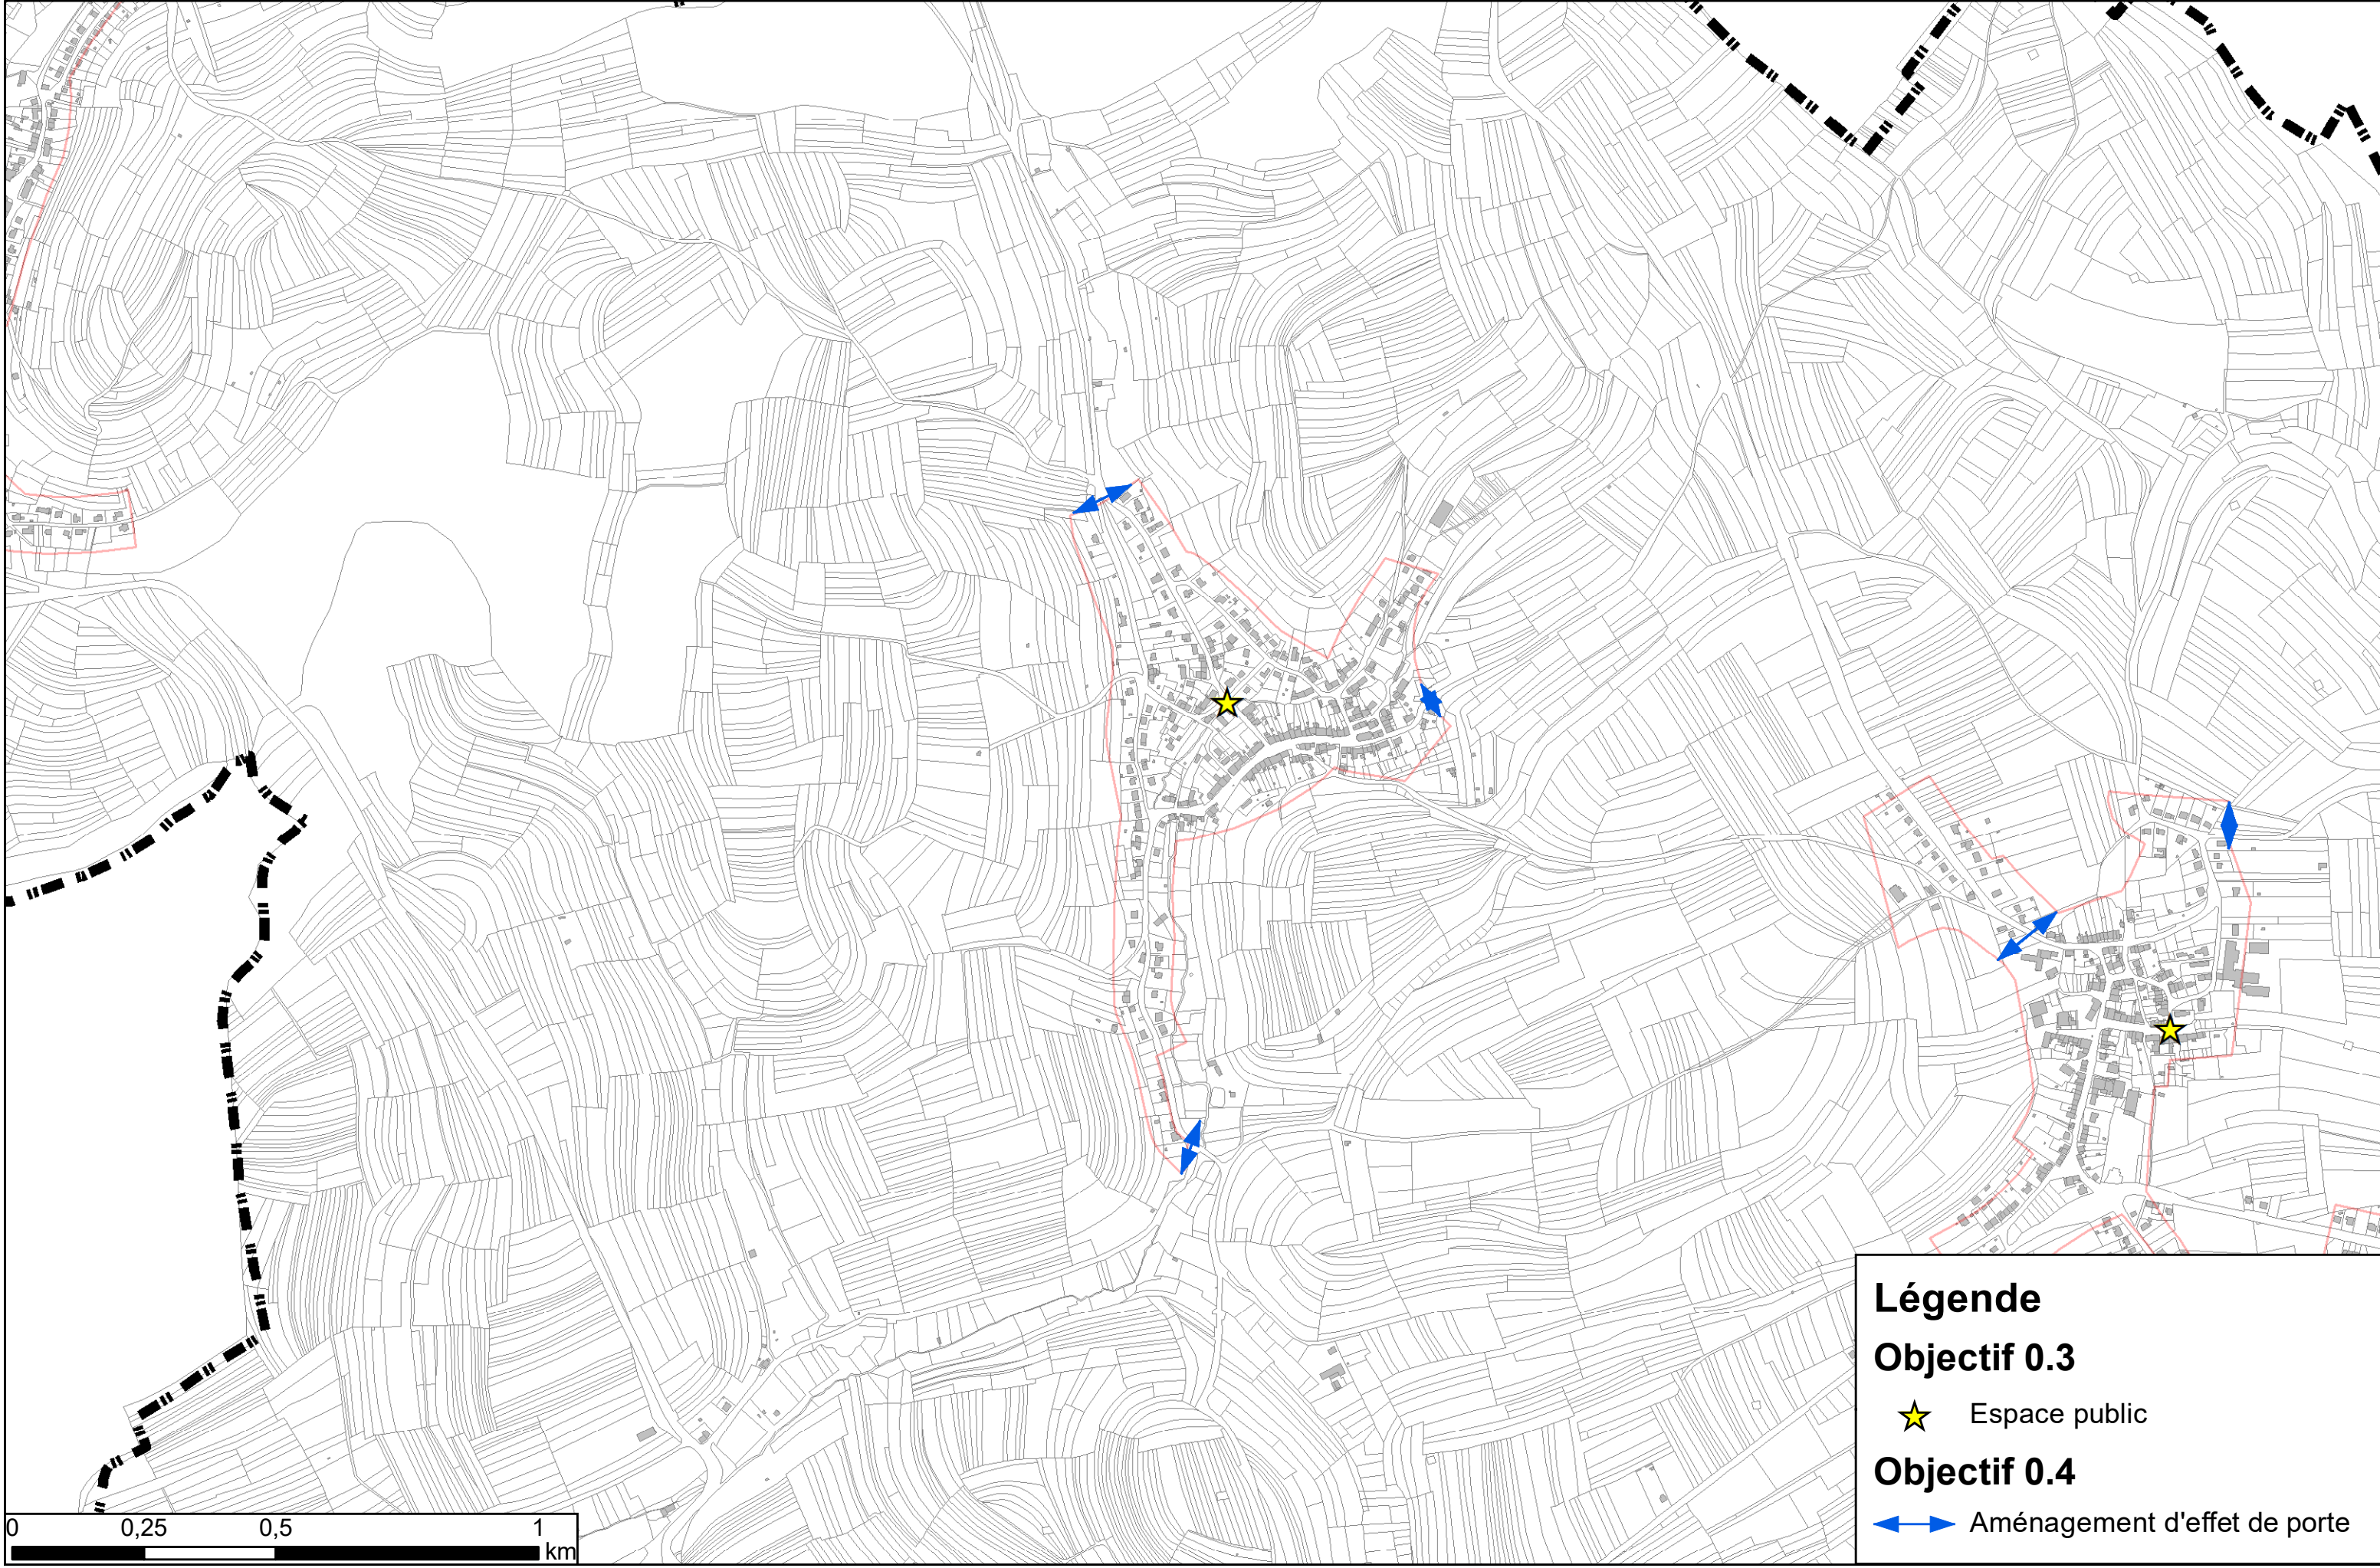 Légende
Objectif 0.3
Espace public
Objectif 0.4
Aménagement d'effet de porte
0 0,25 0,5 1
km